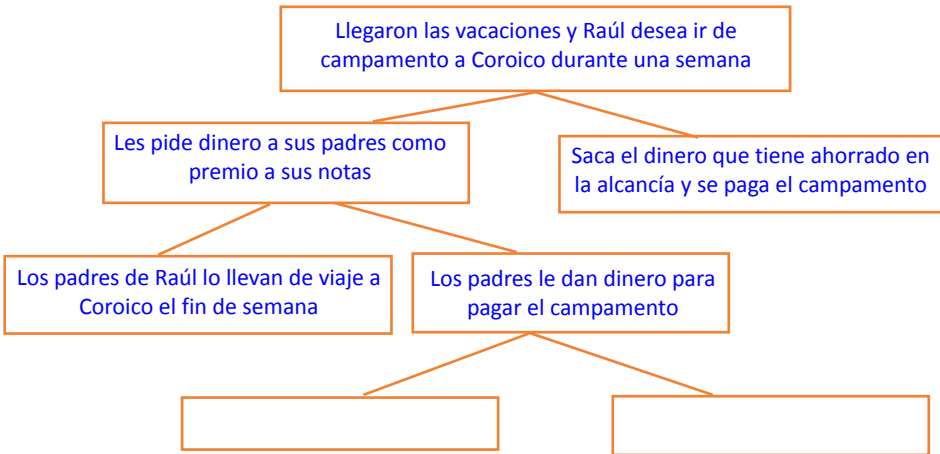 Llegaron las vacaciones y Raúl desea ir de
campamento a Coroico durante una semana
Les pide dinero a sus padres como
premio a sus notas
Saca el dinero que tiene ahorrado en
la alcancía y se paga el campamento
Los padres de Raúl lo llevan de viaje a
Coroico el fin de semana
Los padres le dan dinero para
pagar el campamento